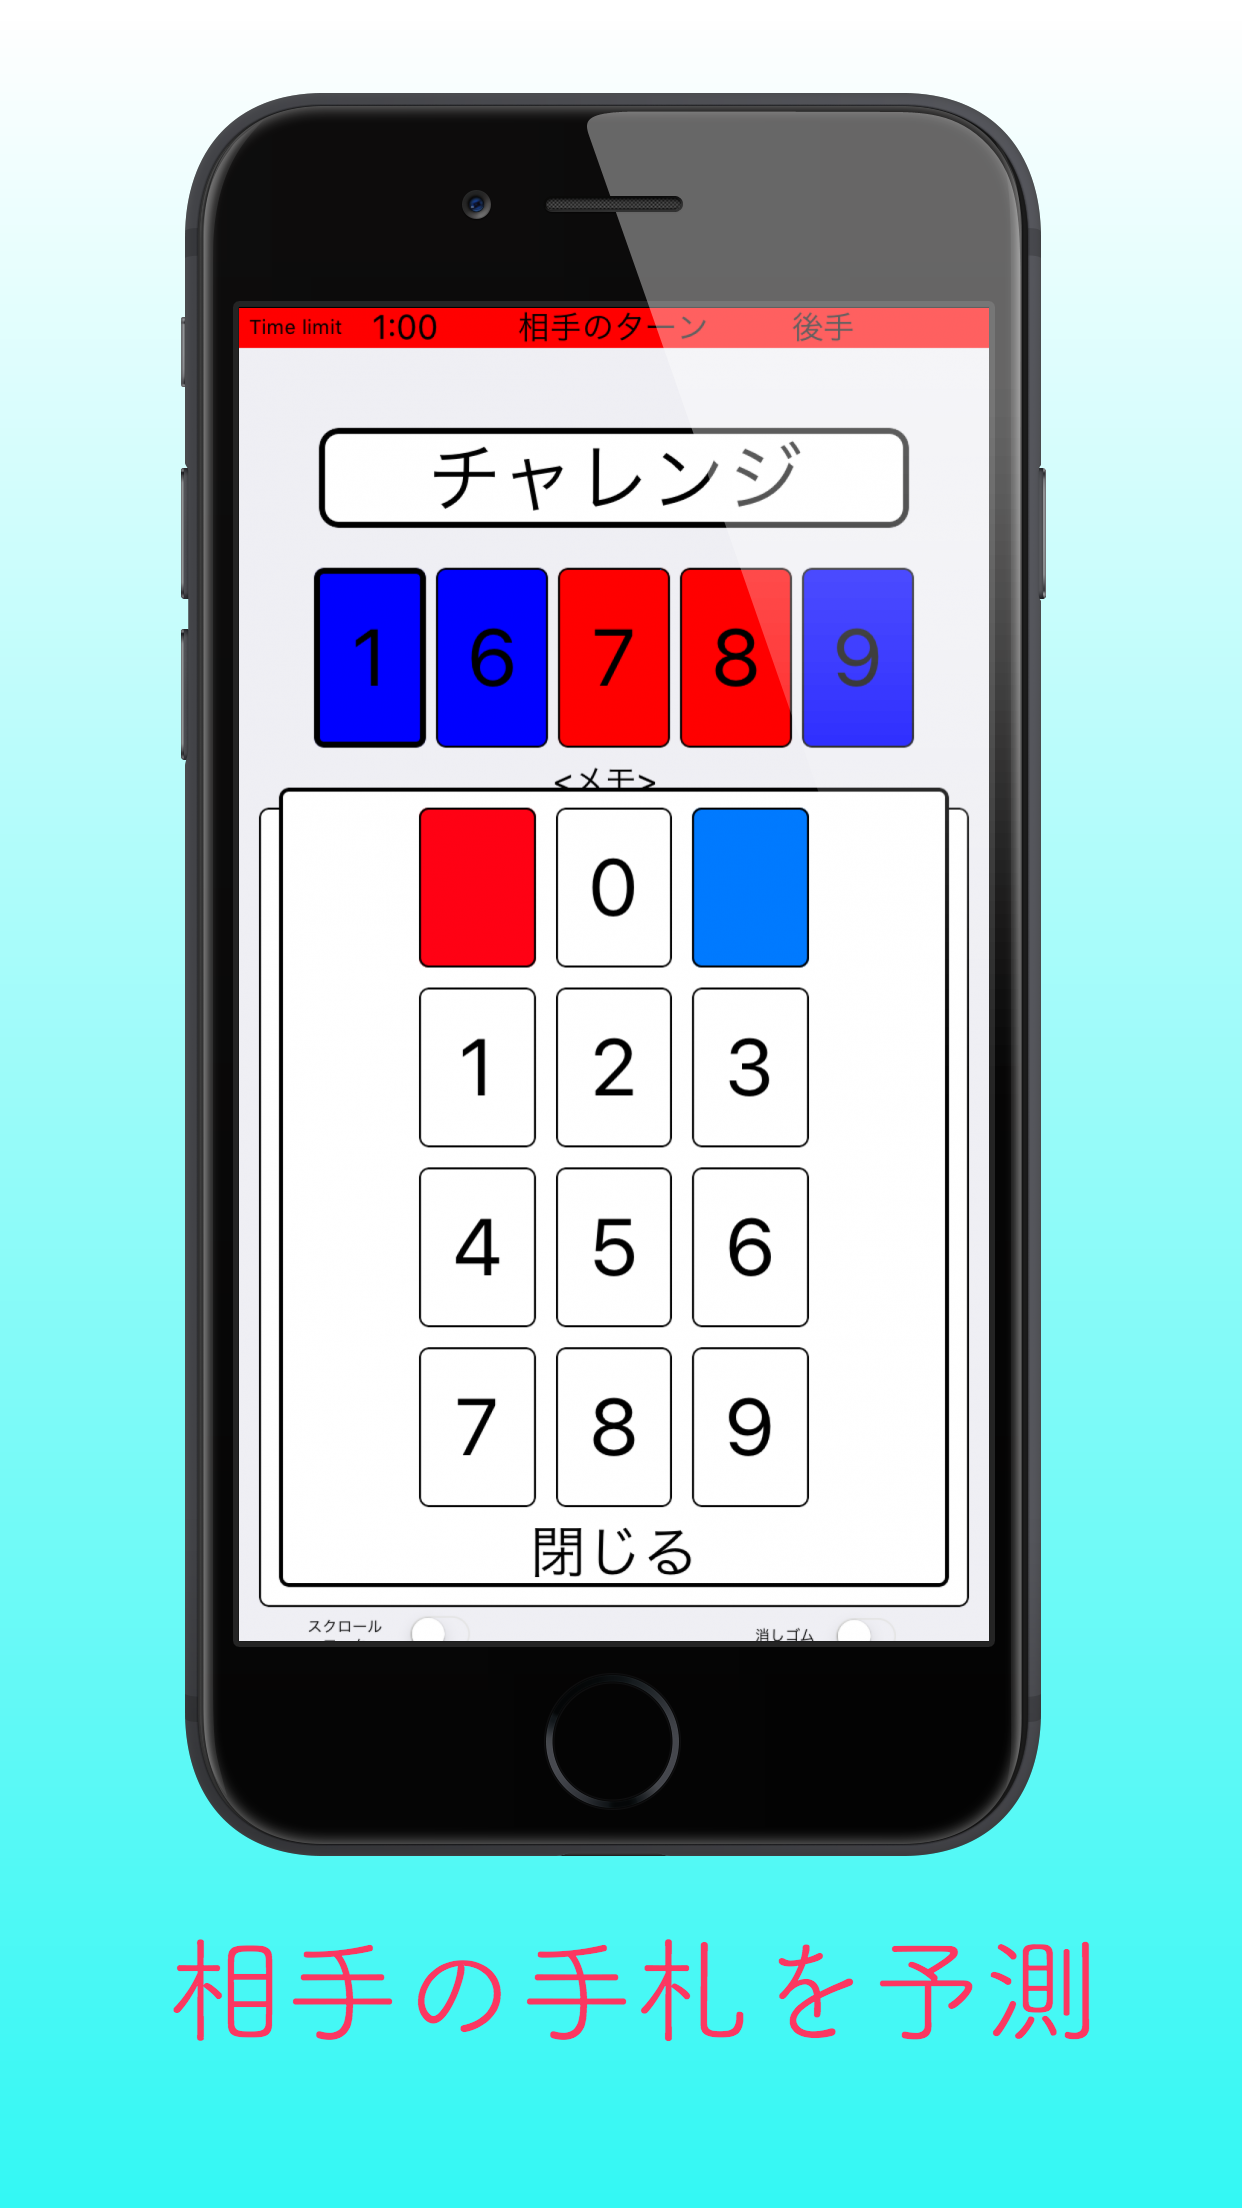 Time limit 1:00 相手のターン 後手
チャレンジ
1 6 7 8 9
<メモ>
0
1 2 3
4 5 6
7 8 9
閉じる
スクロール
消しゴム
相手の手札を予測